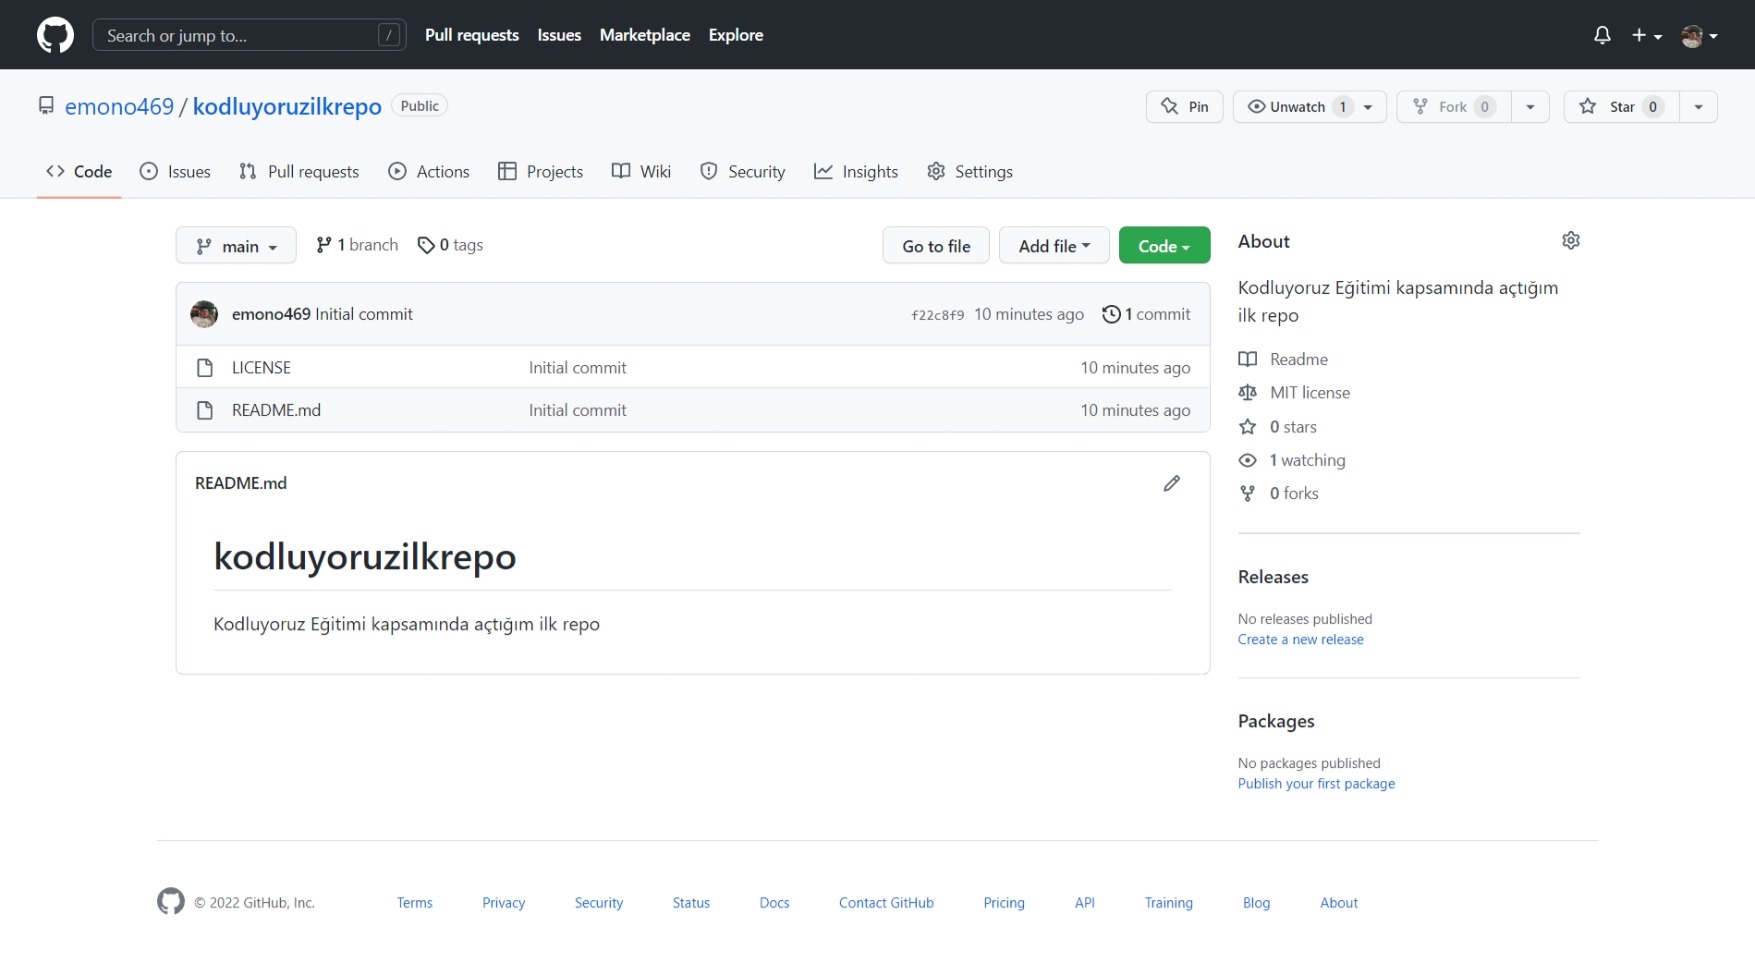 Search or jump to... /
Pull requests Issues Marketplace Explore
emono469 / kodluyoruzilkrepo Public
Pin Unwatch 1 Fork 0 Star 0
Code Issues Pull requests Actions Projects Wiki Security Insights Settings
main 1 branch 0 tags Go to file Add file Code
emono469 Initial commit f22c8f9 10 minutes ago 1 commit
LICENSE Initial commit 10 minutes ago
README.md Initial commit 10 minutes ago
README.md
kodluyoruzilkrepo
Kodluyoruz Eğitimi kapsamında açtığım ilk repo
About
Kodluyoruz Eğitimi kapsamında açtığım
ilk repo
Readme
MIT license
0 stars
1 watching
0 forks
Releases
No releases published
Create a new release
Packages
No packages published
Publish your first package
© 2022 GitHub, Inc. Terms Privacy Security Status Docs Contact GitHub Pricing API Training Blog About